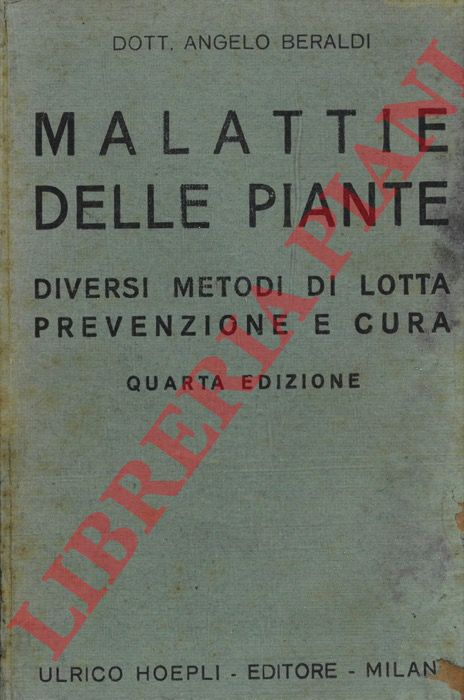 DOTT. ANGELO BERALDI
MALATTIE
DELLE PIANTE
DIVERSI METODI DI LOTTA
PREVENZIONE E CURA
QUARTA EDIZIONE
ULRICO HOEPLI - EDITORE - MILAN
LIBRERIA PIANI